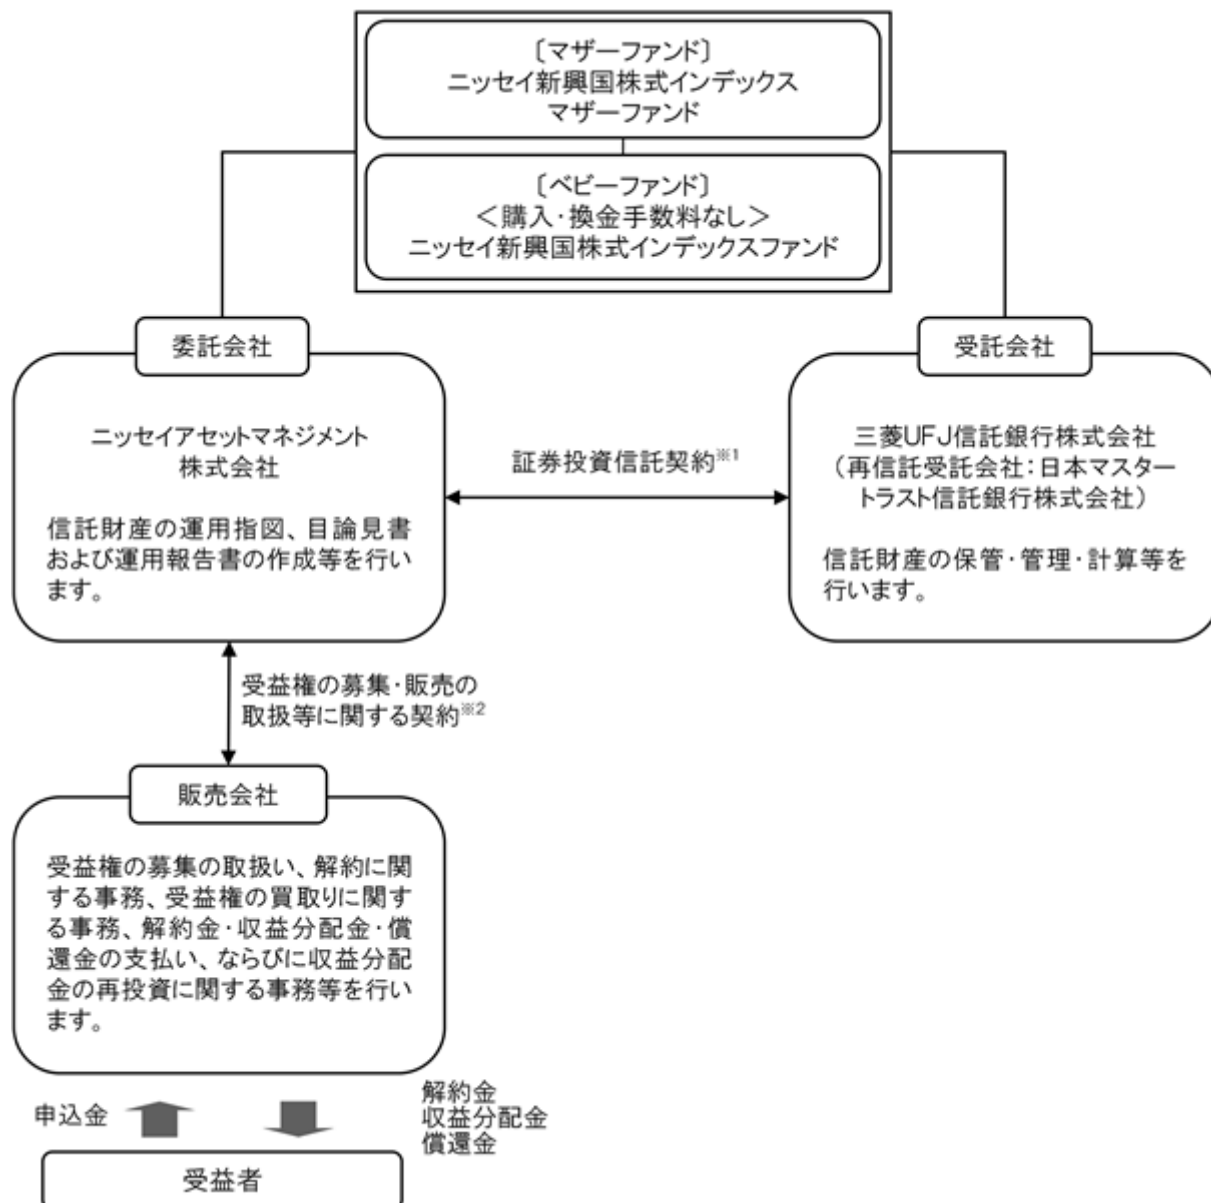 〔マザーファンド〕
ニッセイ新興国株式インデックス
マザーファンド
〔ベビーファンド〕
＜購入・換金手数料なし＞
ニッセイ新興国株式インデックスファンド
委託会社
ニッセイアセットマネジメント
株式会社
信託財産の運用指図、目論見書
および運用報告書の作成等を行い
ます。
証券投資信託契約※1
受託会社
三菱UFJ信託銀行株式会社
（再信託受託会社：日本マスター
トラスト信託銀行株式会社）
信託財産の保管・管理・計算等を
行います。
受益権の募集・販売の
取扱等に関する契約※2
販売会社
受益権の募集の取扱い、解約に関
する事務、受益権の買取りに関す
る事務、解約金・収益分配金・償
還金の支払い、ならびに収益分配
金の再投資に関する事務等を行い
ます。
申込金
解約金
収益分配金
償還金
受益者